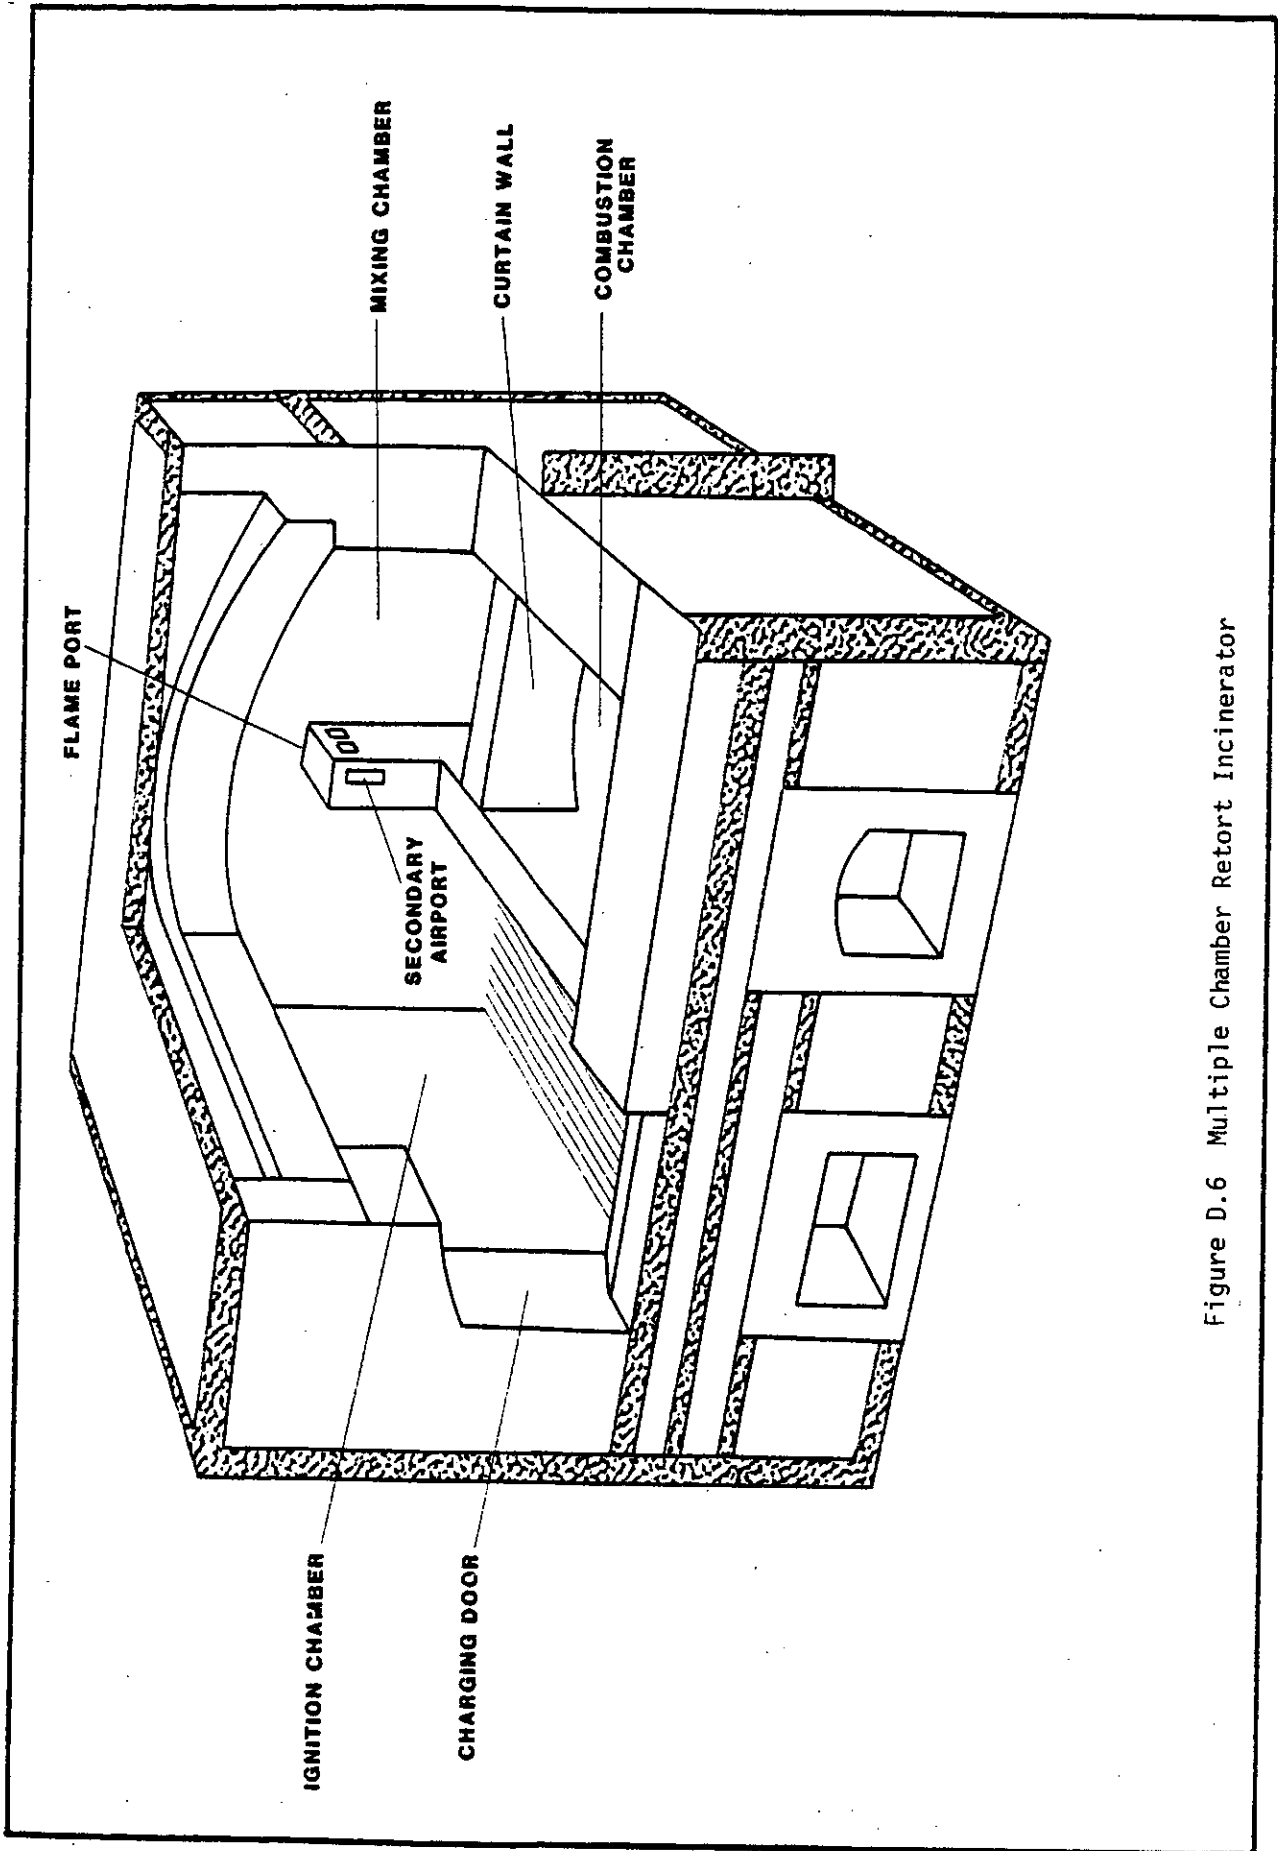 FLAME PORT
MIXING CHAMBER
CURTAIN WALL
COMBUSTION
CHAMBER
SECONDARY
AIRPORT
IGNITION CHAMBER
CHARGING DOOR
Figure D.6 Multiple Chamber Retort Incinerator